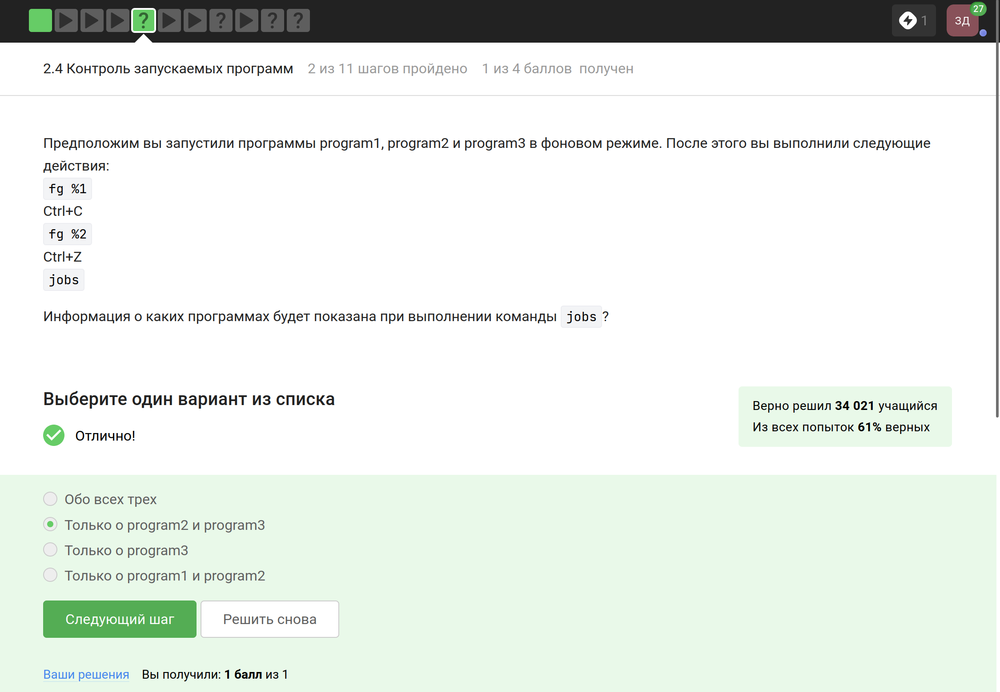 ? ? ? ?
1
27
ЗД
2.4 Контроль запускаемых программ 2 из 11 шагов пройдено 1 из 4 баллов получен
Предположим вы запустили программы program1, program2 и program3 в фоновом режиме. После этого вы выполнили следующие
действия:
fg %1
Ctrl+C
fg %2
Ctrl+Z
jobs
Информация о каких программах будет показана при выполнении команды jobs?
Выберите один вариант из списка
Отлично!
Верно решил 34 021 учащийся
Из всех попыток 61% верных
Обо всех трех
Только о program2 и program3
Только о program3
Только о program1 и program2
Следующий шаг Решить снова
Ваши решения Вы получили: 1 балл из 1